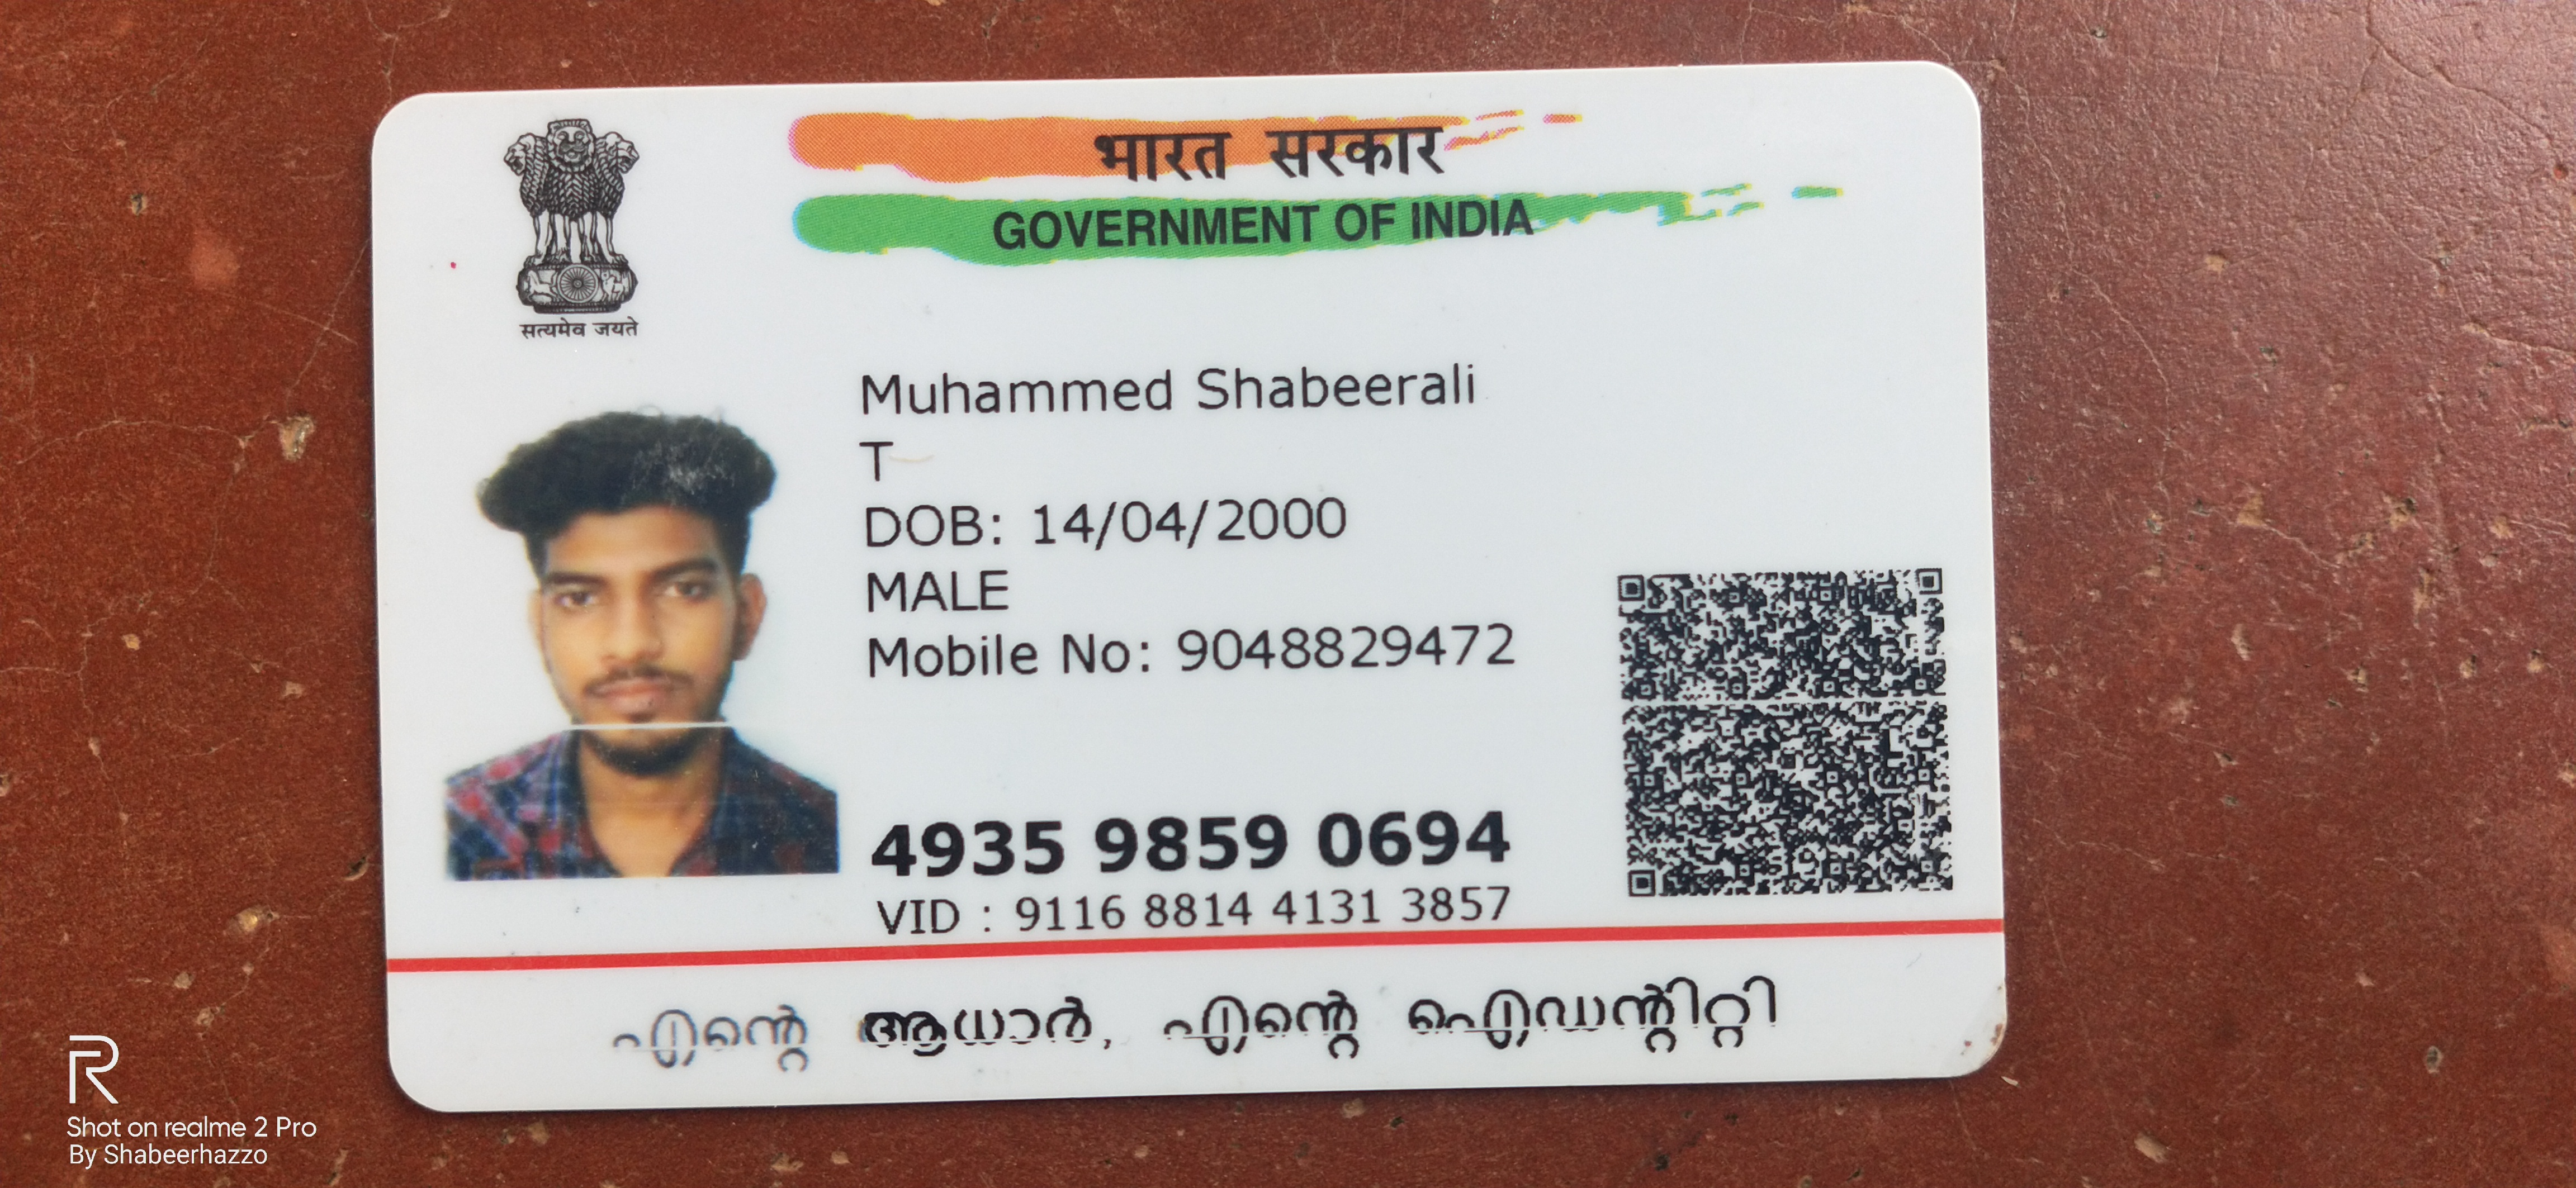 भारत सरकार
GOVERNMENT OF INDIA
सत्यमेव जयते
Muhammed Shabeerali
T
DOB: 14/04/2000
MALE
Mobile No: 9048829472
4935 9859 0694
VID : 9116 8814 4131 3857
എന്റെ ആധാർ, എന്റെ ഐഡന്റിറ്റി
R
Shot on realme 2 Pro
By Shabeerhazzo